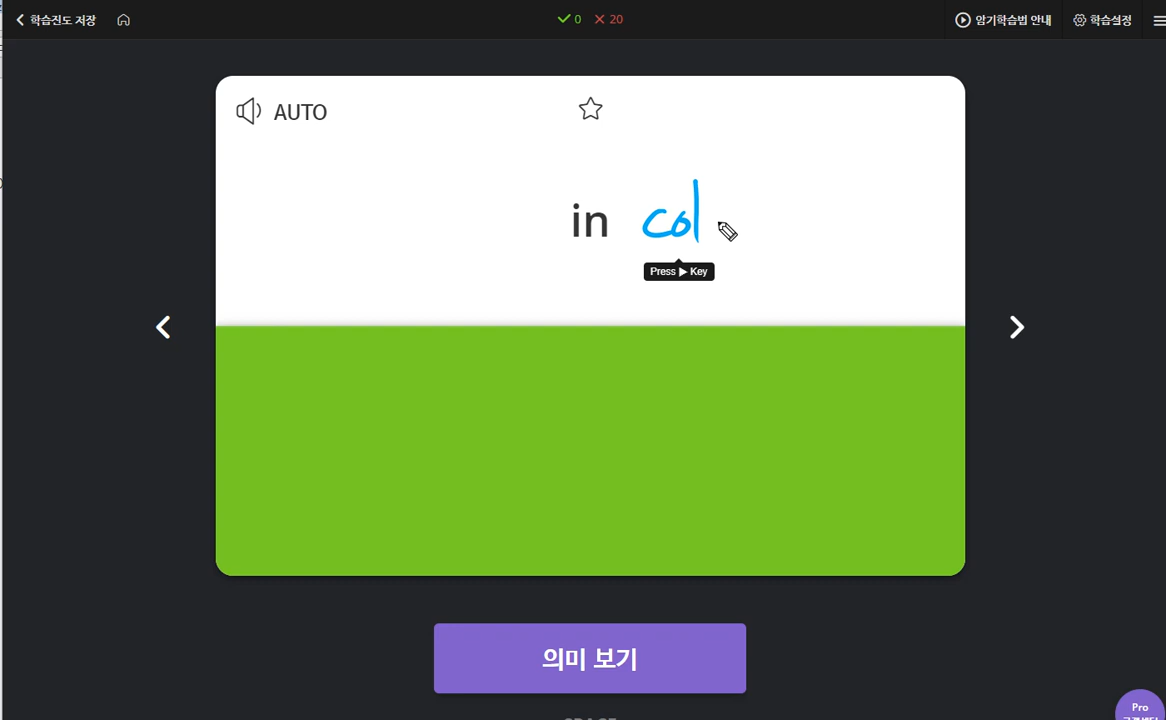 학습진도 저장 0 20 암기학습법 안내 학습설정
AUTO
in col
Press ▶ Key
의미 보기
Pro